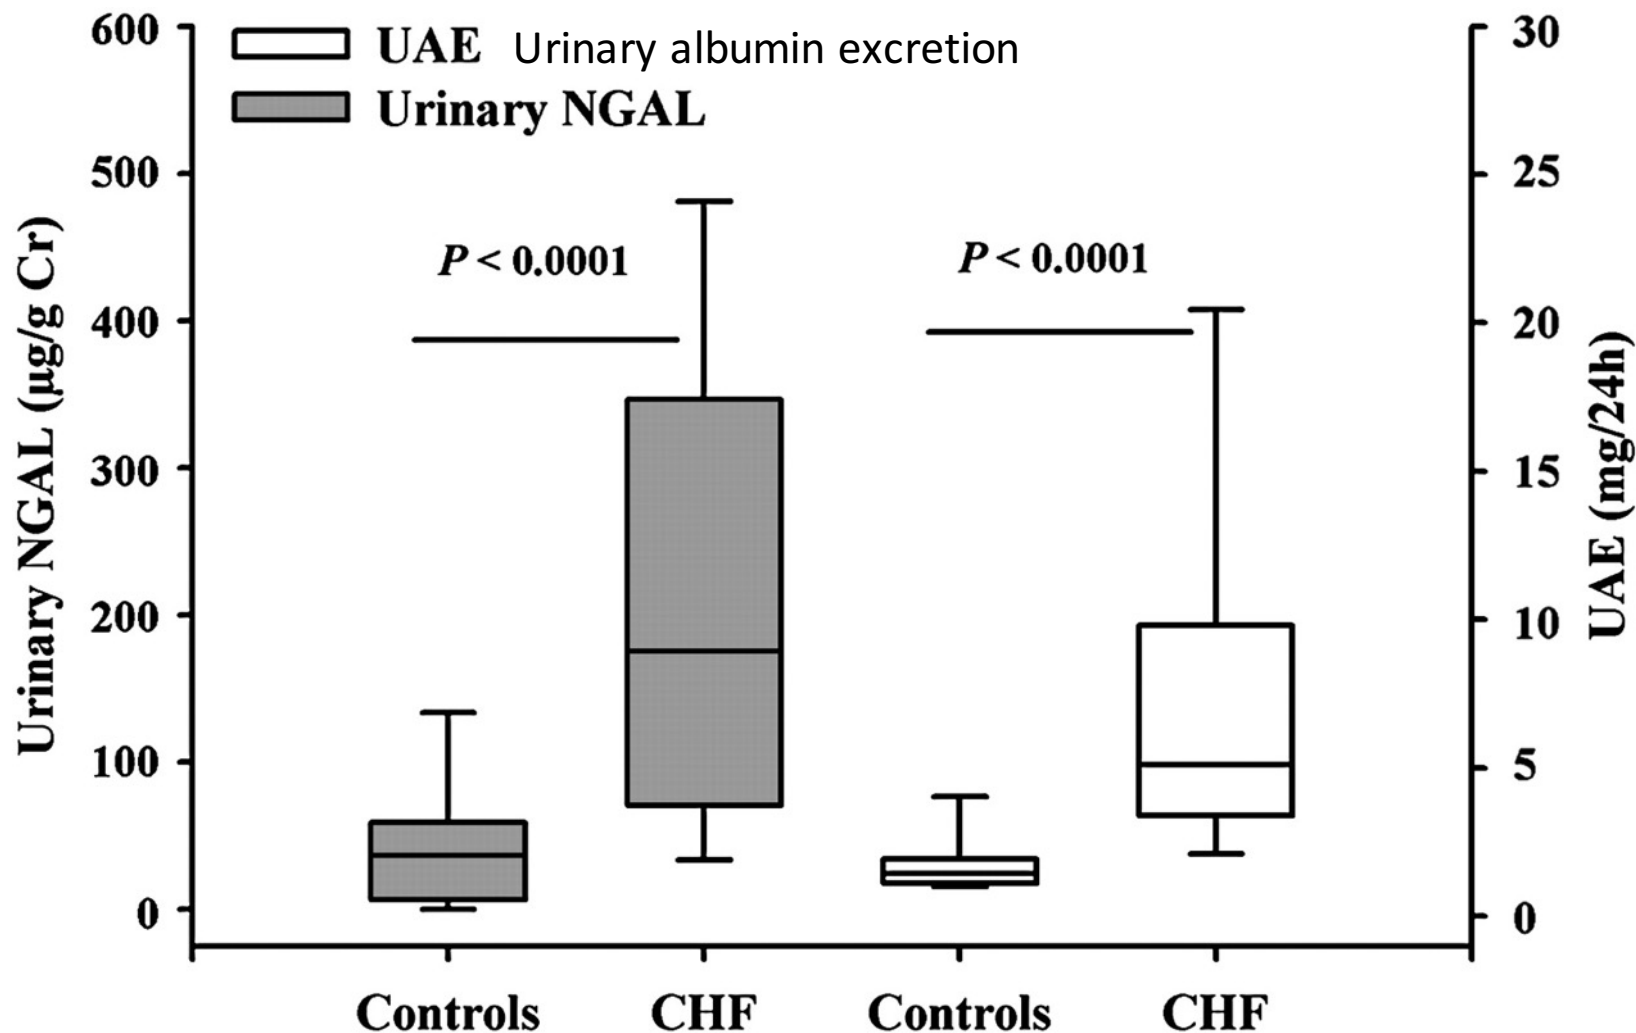 600
500
400
300
200
100
0
Urinary NGAL (µg/g Cr)
UAE Urinary albumin excretion
Urinary NGAL
P < 0.0001
P < 0.0001
30
25
20
15
10
5
0
UAE (mg/24h)
Controls CHF Controls CHF